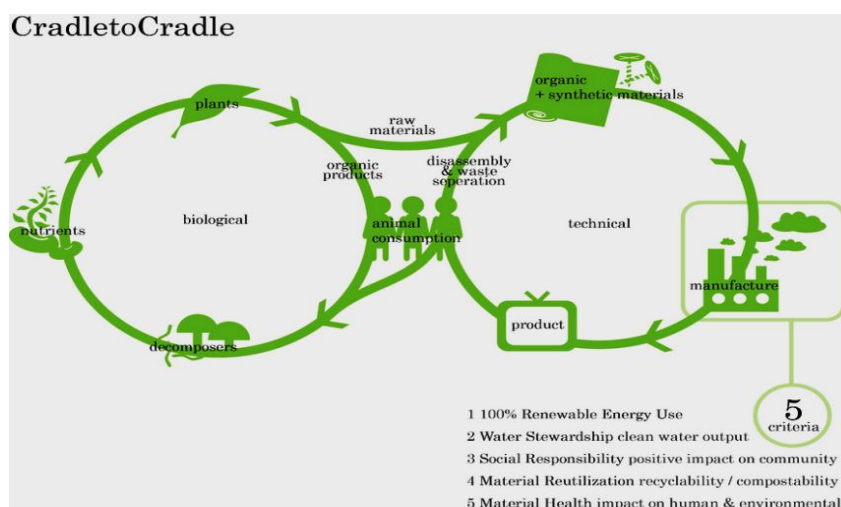 CradletoCradle
organic
+ synthetic materials
plants
raw
materials
organic
products
disassembly
& waste
seperation
nutrients
biological
animal
consumption
technical
manufacture
product
decomposers
5
criteria
1 100% Renewable Energy Use
2 Water Stewardship clean water output
3 Social Responsibility positive impact on community
4 Material Reutilization recyclability / compostability
5 Material Health impact on human & environmental